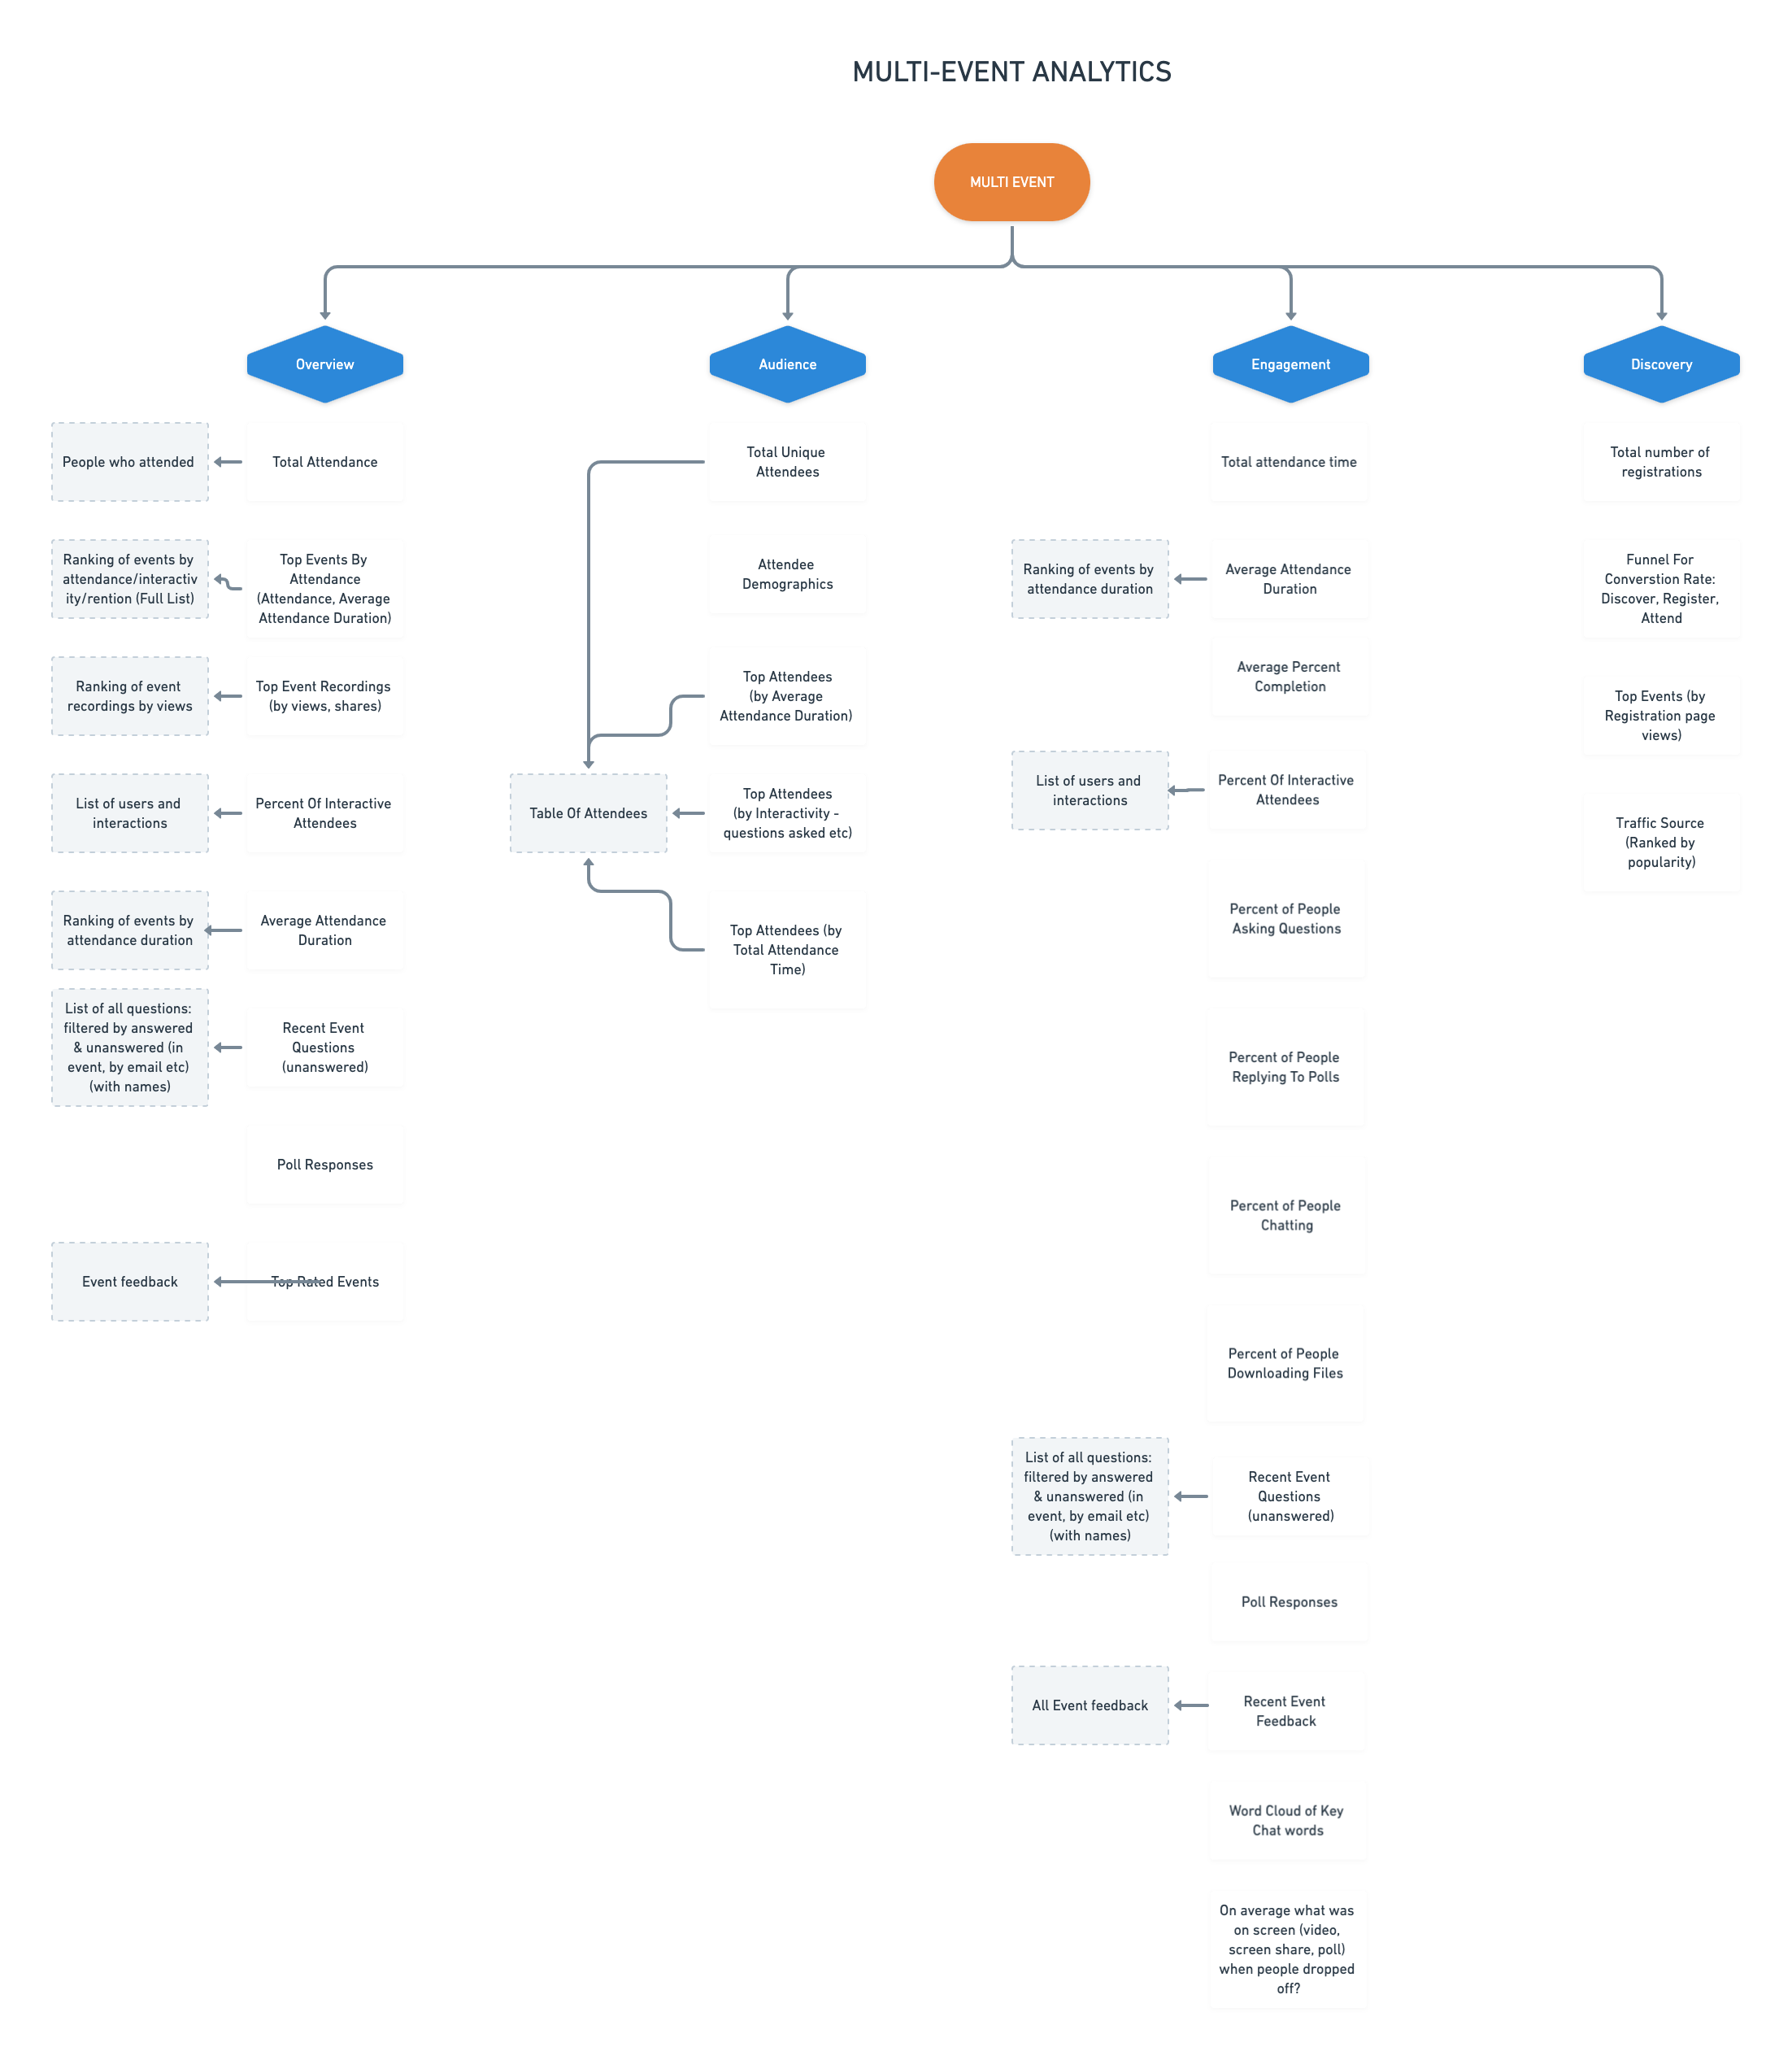 MULTI-EVENT ANALYTICS
MULTI EVENT
Overview
Audience
Engagement
Discovery
People who attended
Total Attendance
Ranking of events by
attendance/interactiv
ity/rention (Full List)
Top Events By
Attendance
(Attendance, Average
Attendance Duration)
Ranking of event
recordings by views
Top Event Recordings
(by views, shares)
List of users and
interactions
Percent Of Interactive
Attendees
Ranking of events by
attendance duration
Average Attendance
Duration
List of all questions:
filtered by answered
& unanswered (in
event, by email etc)
(with names)
Recent Event
Questions
(unanswered)
Poll Responses
Event feedback
Top Rated Events
Total Unique
Attendees
Attendee
Demographics
Top Attendees
(by Average
Attendance Duration)
Table Of Attendees
Top Attendees
(by Interactivity -
questions asked etc)
Top Attendees (by
Total Attendance
Time)
Total attendance time
Ranking of events by
attendance duration
Average Attendance
Duration
Average Percent
Completion
List of users and
interactions
Percent Of Interactive
Attendees
Percent of People
Asking Questions
Percent of People
Replying To Polls
Percent of People
Chatting
Percent of People
Downloading Files
List of all questions:
filtered by answered
& unanswered (in
event, by email etc)
(with names)
Recent Event
Questions
(unanswered)
Poll Responses
All Event feedback
Recent Event
Feedback
Word Cloud of Key
Chat words
On average what was
on screen (video,
screen share, poll)
when people dropped
off?
Total number of
registrations
Funnel For
Converstion Rate:
Discover, Register,
Attend
Top Events (by
Registration page
views)
Traffic Source
(Ranked by
popularity)